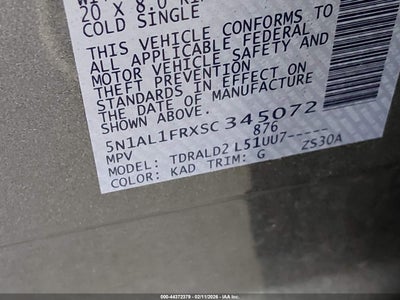 20 X 8.0
COLD SINGLE
THIS VEHICLE CONFORMS TO
ALL APPLICABLE FEDERAL
MOTOR VEHICLE SAFETY AND
THEFT PREVENTION
STANDARDS IN EFFECT ON
THE DATE OF MANUFACTURE
SHOWN ABOVE.
5N1AL1FRXSC345072
MPV 876
MODEL: TDRALD2 L51UU7-----
COLOR: KAD TRIM: G ZS30A
000-44372379 - 02/11/2026 - IAA Inc.